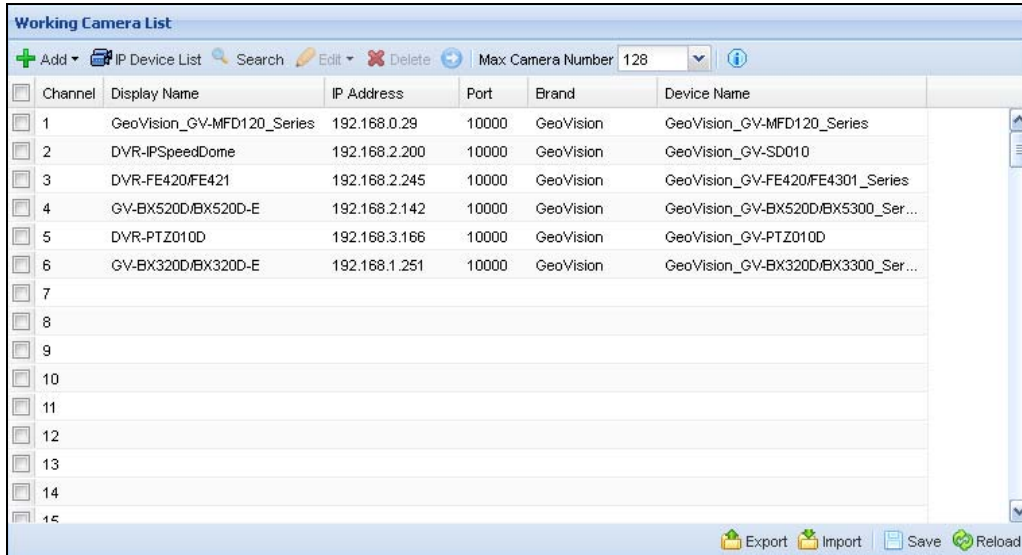 Working Camera List
Add IP Device List Search Edit Delete Max Camera Number 128
Channel Display Name IP Address Port Brand Device Name
1 GeoVision_GV-MFD120_Series 192.168.0.29 10000 GeoVision GeoVision_GV-MFD120_Series
2 DVR-IPSpeedDome 192.168.2.200 10000 GeoVision GeoVision_GV-SD010
3 DVR-FE420/FE421 192.168.2.245 10000 GeoVision GeoVision_GV-FE420/FE4301_Series
4 GV-BX520D/BX520D-E 192.168.2.142 10000 GeoVision GeoVision_GV-BX520D/BX5300_Ser...
5 DVR-PTZ010D 192.168.3.166 10000 GeoVision GeoVision_GV-PTZ010D
6 GV-BX320D/BX320D-E 192.168.1.251 10000 GeoVision GeoVision_GV-BX320D/BX3300_Ser...
7
8
9
10
11
12
13
14
15
Export Import Save Reload